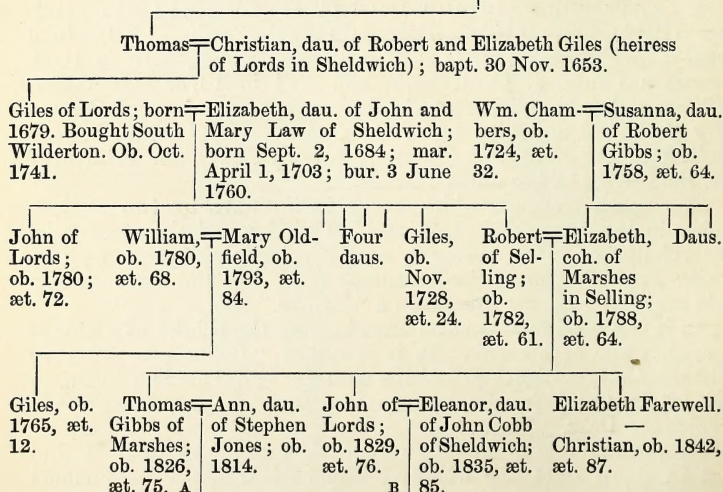 Thomas=Christian, dau. of Robert and Elizabeth Giles (heiress
of Lords in Sheldwich) ; bapt. 30 Nov. 1653.
Giles of Lords ; born
1679. Bought South
Wilderton. Ob. Oct.
1741.
=Elizabeth, dau. of John and
Mary Law of Sheldwich ;
born Sept. 2, 1684 ; mar.
April 1, 1703 ; bur. 3 June
1760.
Wm. Cham-
bers, ob.
1724, æt.
32.
=Susanna, dau.
of Robert
Gibbs ; ob.
1758, æt. 64.
John of
Lords ;
ob. 1780 ;
æt. 72.
William,
ob. 1780,
æt. 68.
=Mary Old-
field, ob.
1793, æt.
84.
Four
daus.
Giles,
ob.
Nov.
1728,
æt. 24.
Robert
of Sel-
ling ;
ob.
1782,
æt. 61.
=Elizabeth,
coh. of
Marshes
in Selling;
ob. 1788,
æt. 64.
Daus.
Giles, ob.
1765, æt.
12.
Thomas
Gibbs of
Marshes ;
ob. 1826,
æt. 75. A
=Ann, dau.
of Stephen
Jones ; ob.
1814.
John of
Lords ;
ob. 1829,
æt. 76.
B
=Eleanor, dau.
of John Cobb
of Sheldwich;
ob. 1835, æt.
85.
Elizabeth Farewell.
—
Christian, ob. 1842,
æt. 87.